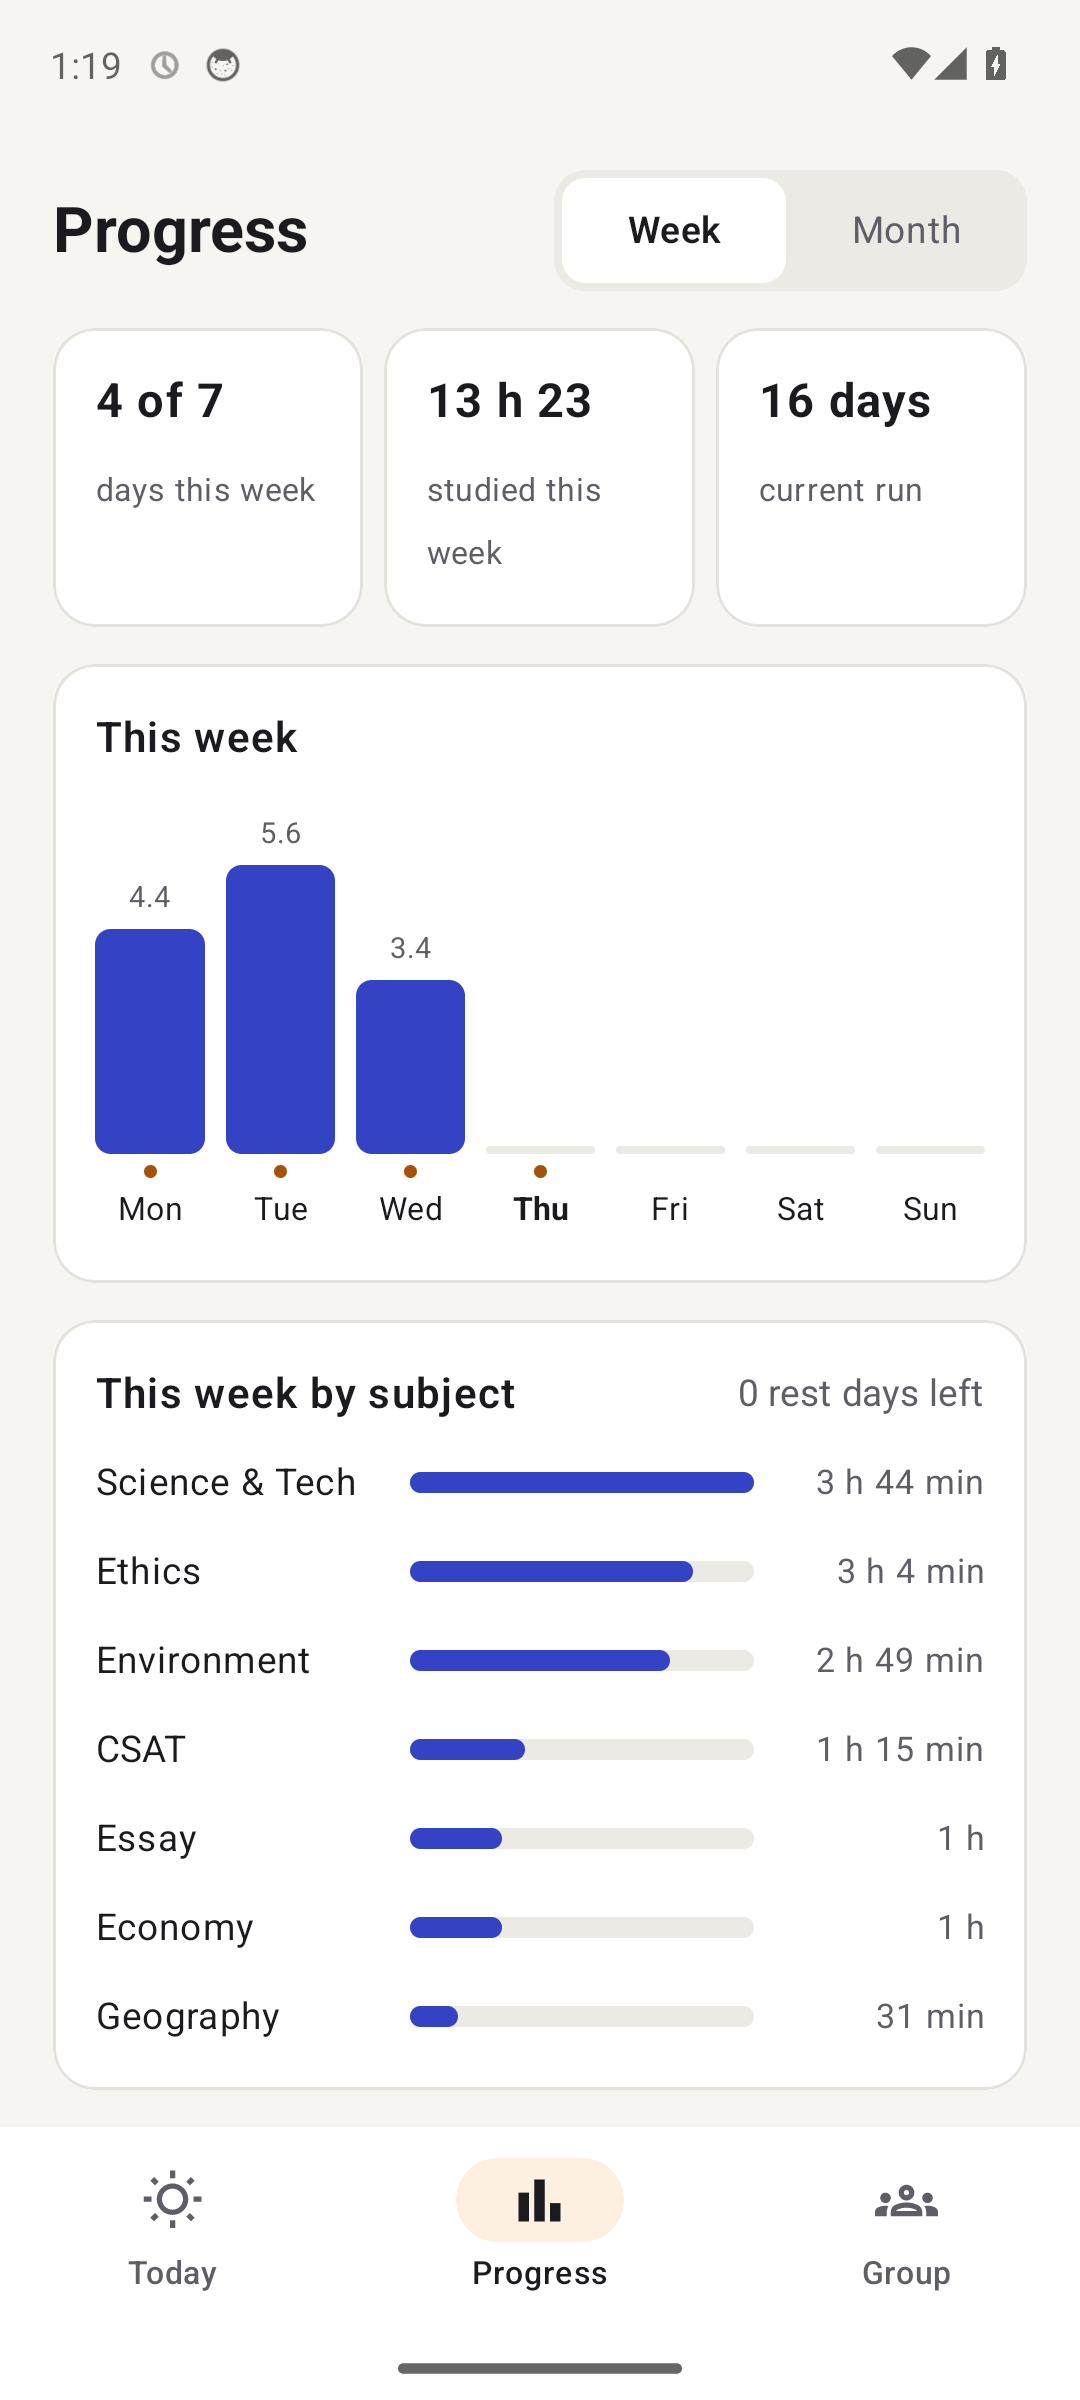 1:19
Progress
Week
Month
4 of 7
days this week
13 h 23
studied this
week
16 days
current run
This week
4.4
5.6
3.4
Mon
Tue
Wed
Thu
Fri
Sat
Sun
This week by subject
0 rest days left
Science & Tech
3 h 44 min
Ethics
3 h 4 min
Environment
2 h 49 min
CSAT
1 h 15 min
Essay
1 h
Economy
1 h
Geography
31 min
Today
Progress
Group